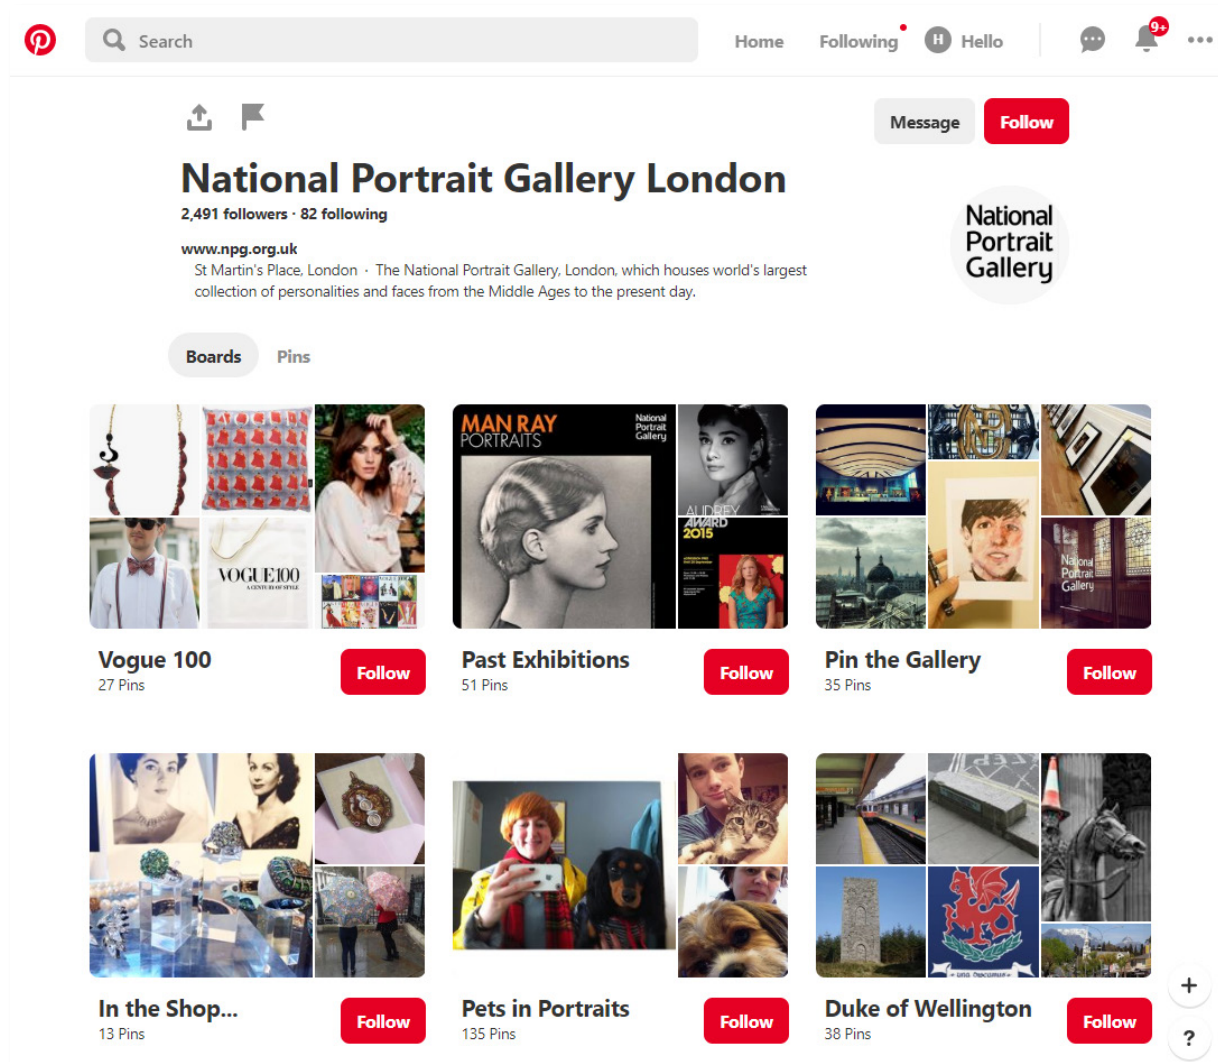 Search
Home
Following
H
Hello
9+
Message
Follow
National Portrait Gallery London
2,491 followers · 82 following
www.npg.org.uk
St Martin's Place, London · The National Portrait Gallery, London, which houses world's largest
collection of personalities and faces from the Middle Ages to the present day.
National
Portrait
Gallery
Boards
Pins
VOGUE100
A CENTURY OF STYLE
MAN RAY
PORTRAITS
National
Portrait
Gallery
AUDREY
AWARD
2015
National
Portrait
Gallery
Vogue 100
27 Pins
Follow
Past Exhibitions
51 Pins
Follow
Pin the Gallery
35 Pins
Follow
In the Shop...
13 Pins
Follow
Pets in Portraits
135 Pins
Follow
Duke of Wellington
38 Pins
Follow
+
?